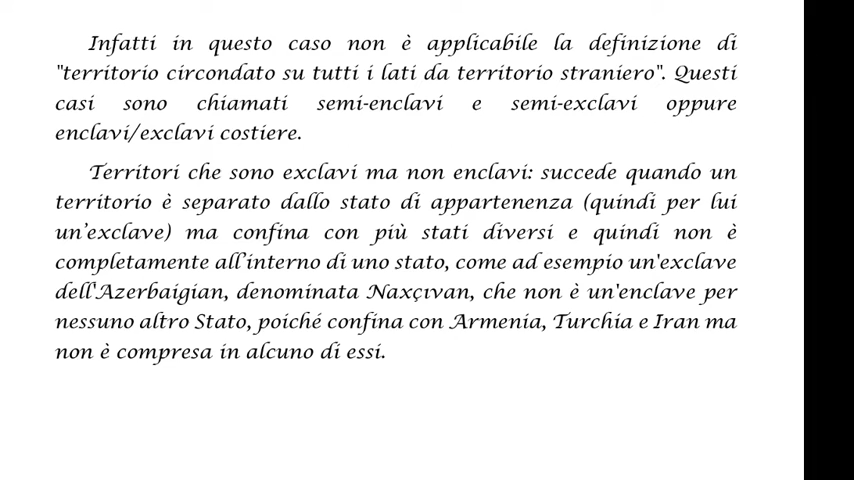 Infatti in questo caso non è applicabile la definizione di
"territorio circondato su tutti i lati da territorio straniero". Questi
casi sono chiamati semi-enclavi e semi-exclavi oppure
enclavi/exclavi costiere.
Territori che sono exclavi ma non enclavi: succede quando un
territorio è separato dallo stato di appartenenza (quindi per lui
un'exclave) ma confina con più stati diversi e quindi non è
completamente all'interno di uno stato, come ad esempio un'exclave
dell'Azerbaigian, denominata Naxçıvan, che non è un'enclave per
nessuno altro Stato, poiché confina con Armenia, Turchia e Iran ma
non è compresa in alcuno di essi.